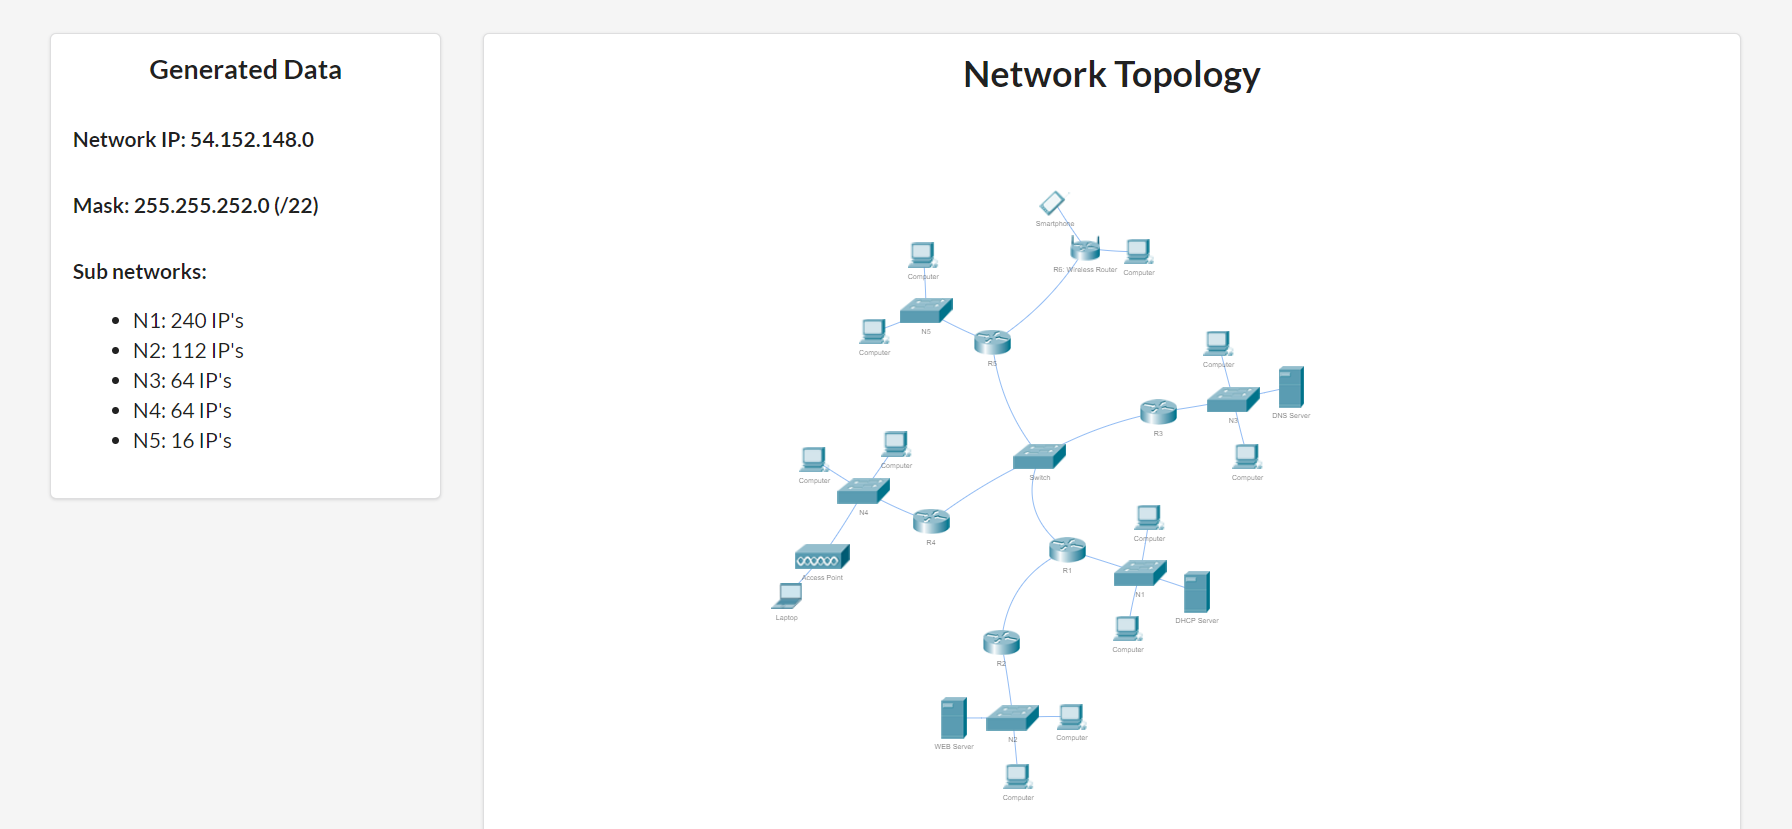 Generated Data
Network IP: 54.152.148.0
Mask: 255.255.252.0 (/22)
Sub networks:
N1: 240 IP's
N2: 112 IP's
N3: 64 IP's
N4: 64 IP's
N5: 16 IP's
Network Topology
Smartphone
R6: Wireless Router
Computer
Computer
N5
Computer
R5
Computer
DNS Server
N3
R3
Computer
Computer
Computer
Switch
N4
R4
Computer
Access Point
R1
N1
Laptop
DHCP Server
Computer
R2
WEB Server
N2
Computer
Computer